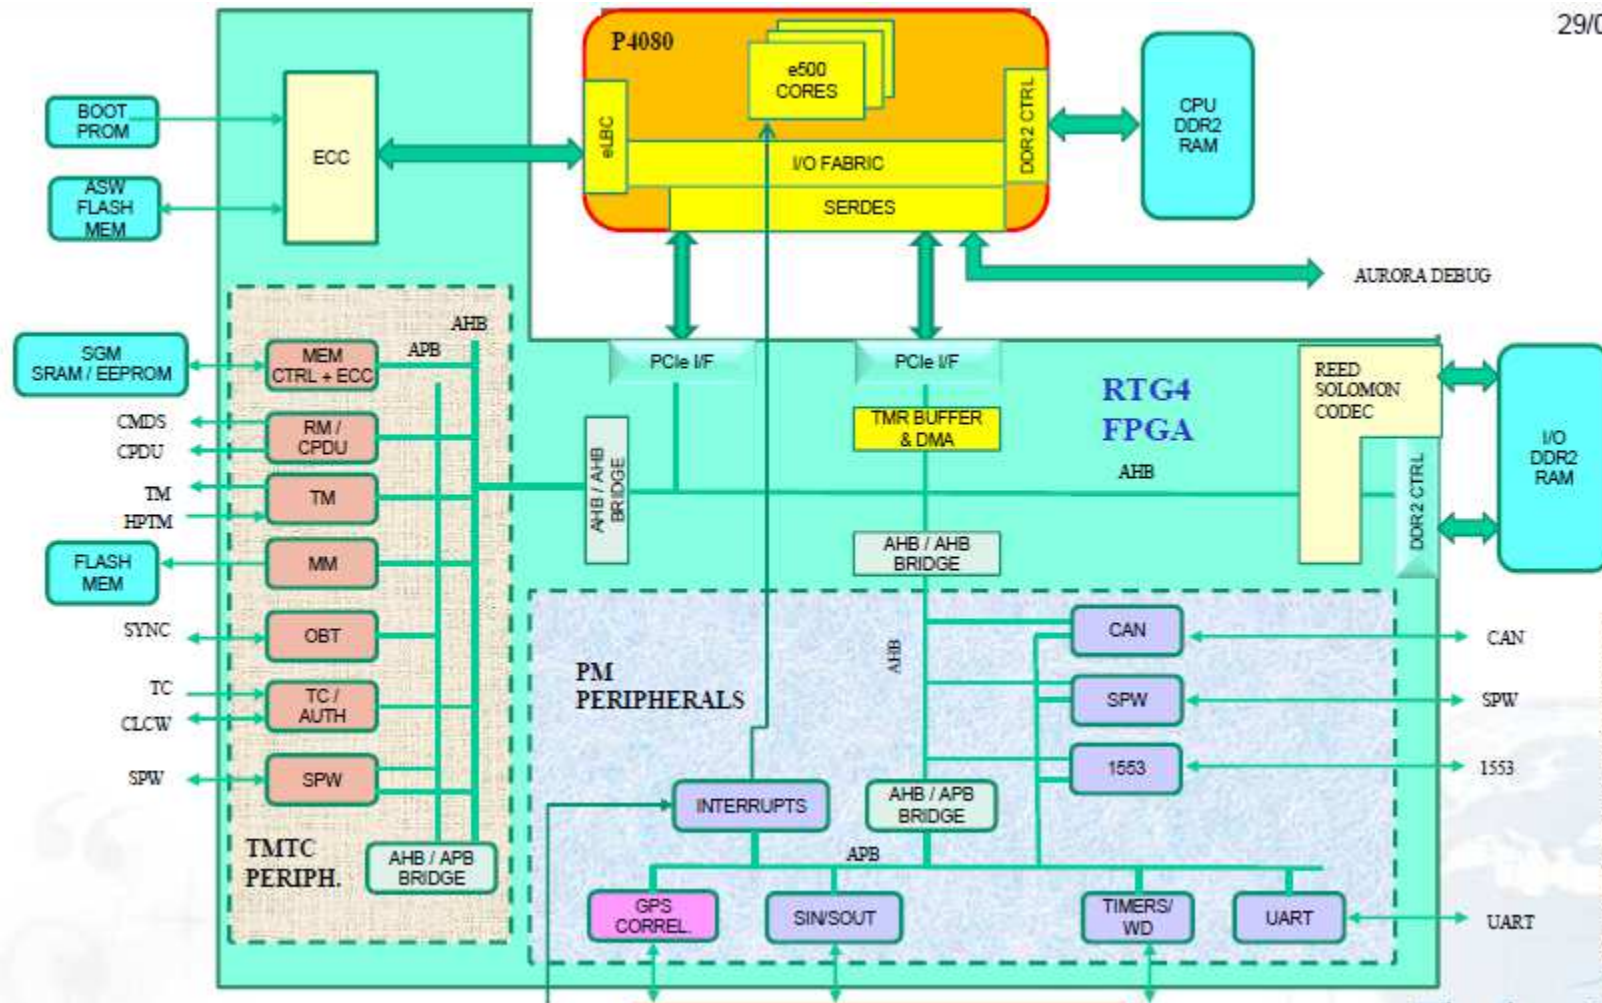 29/0
P4080
e500
CORES
eLBC
DDR2 CTRL
I/O FABRIC
SERDES
CPU
DDR2
RAM
BOOT
PROM
ECC
ASW
FLASH
MEM
AURORA DEBUG
AHB
APB
SGM
SRAM / EEPROM
MEM
CTRL + ECC
PCIe I/F
PCIe I/F
REED
SOLOMON
CODEC
RTG4
FPGA
TMR BUFFER
& DMA
CMDS
CPDU
RM /
CPDU
I/O
DDR2
RAM
AHB / AHB
BRIDGE
AHB
DDR2 CTRL
TM
HPTM
TM
FLASH
MEM
MM
AHB / AHB
BRIDGE
SYNC
OBT
CAN
CAN
AHB
PM
PERIPHERALS
TC
CLCW
TC /
AUTH
SPW
SPW
SPW
SPW
1553
1553
INTERRUPTS
AHB / APB
BRIDGE
TMTC
PERIPH.
AHB / APB
BRIDGE
APB
GPS
CORREL.
SIN/SOUT
TIMERS/
WD
UART
UART